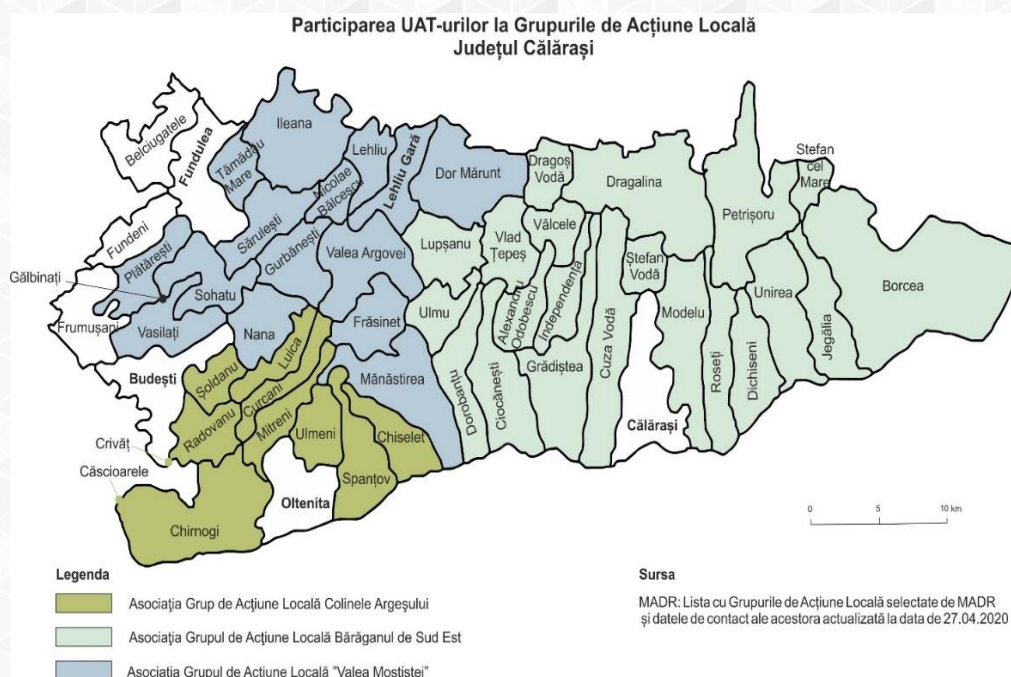 Participarea UAT-urilor la Grupurile de Acțiune Locală
Județul Călărași
Belciugatele
Fundulea
Tămădău
Mare
Ileana
Lehliu
Nicolae
Bălcescu
Lehliu Gară
Dor Mărunt
Dragoș
Vodă
Dragalina
Ștefan
cel
Mare
Petrișoru
Fundeni
Plătărești
Sărulești
Gurbănești
Valea Argovei
Lupșanu
Vlad
Țepeș
Vâlcele
Ștefan
Vodă
Borcea
Gălbinați
Sohatu
Frumușani
Vasilați
Nana
Frăsinet
Ulmu
Alexandru
Odobescu
Independența
Cuza Vodă
Modelu
Unirea
Jegălia
Budești
Șoldanu
Luica
Mănăstirea
Dorobanțu
Ciocănești
Grădiștea
Roseți
Dichiseni
Radovanu
Curcani
Mitreni
Ulmeni
Chiselet
Călărași
Crivăț
Căscioarele
Spanțov
Oltenita
Chirnogi
0 5 10 km
Legenda
Asociația Grup de Acțiune Locală Colinele Argeșului
Asociația Grupul de Acțiune Locală Bărăganul de Sud Est
Asociația Grupul de Acțiune Locală "Valea Mostistei"
Sursa
MADR: Lista cu Grupurile de Acțiune Locală selectate de MADR
și datele de contact ale acestora actualizată la data de 27.04.2020